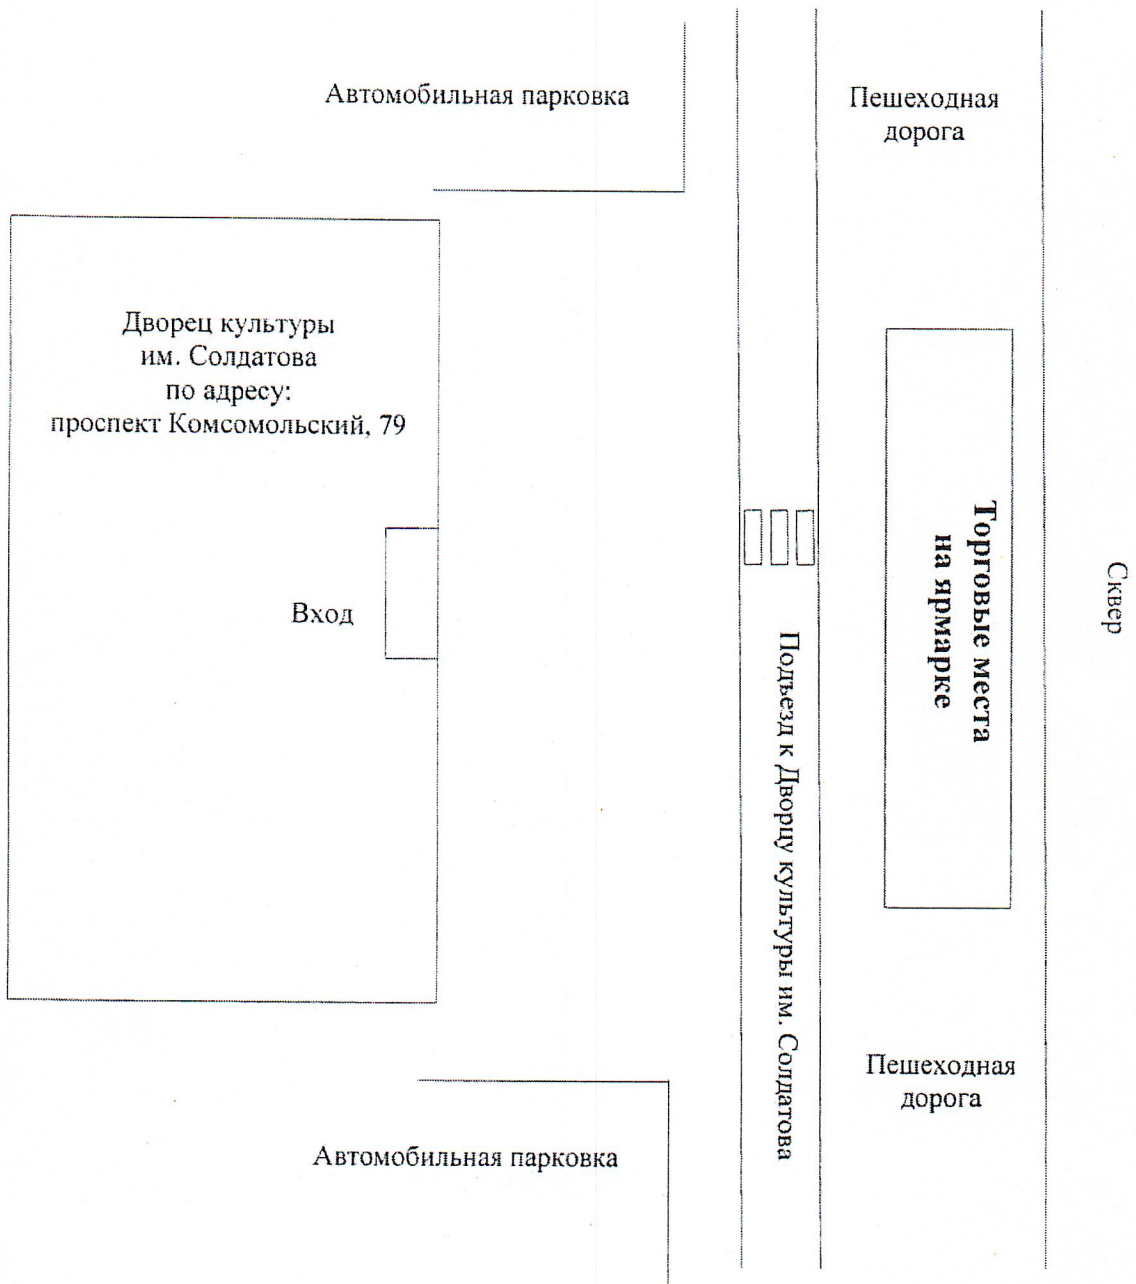 Автомобильная парковка
Пешеходная
дорога
Дворец культуры
им. Солдатова
по адресу:
проспект Комсомольский, 79
Вход
Подъезд к Дворцу культуры им. Солдатова
Торговые места
на ярмарке
Сквер
Пешеходная
дорога
Автомобильная парковка